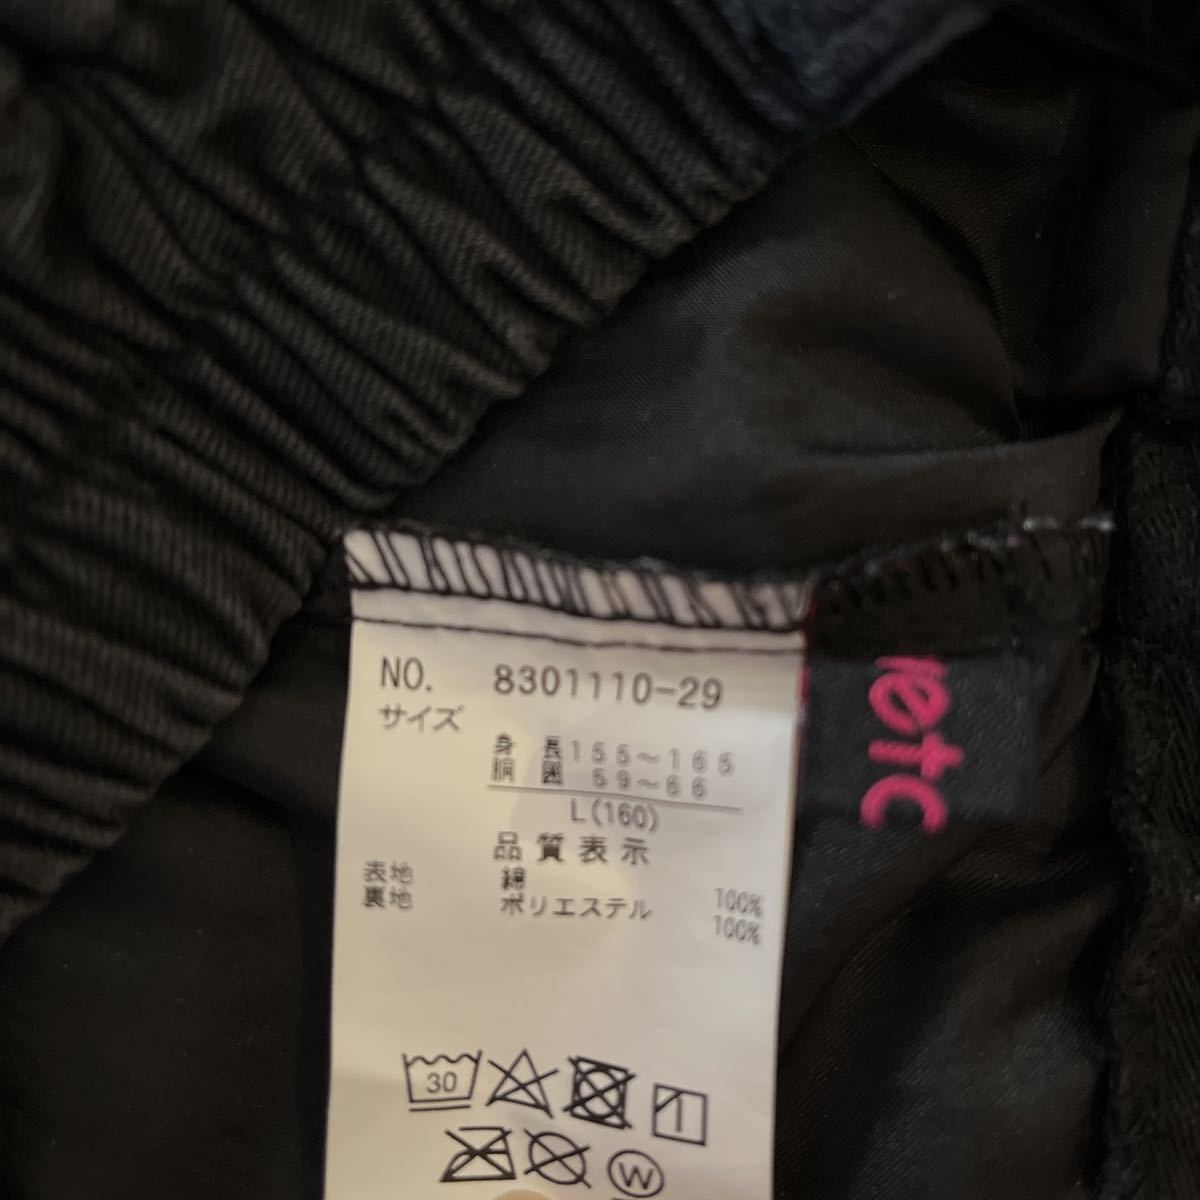 NO. 8301110-29
サイズ
身長 155～165
胴囲 59～66
L(160)
品質表示
表地 綿 100%
裏地 ポリエステル 100%
30
W
etc